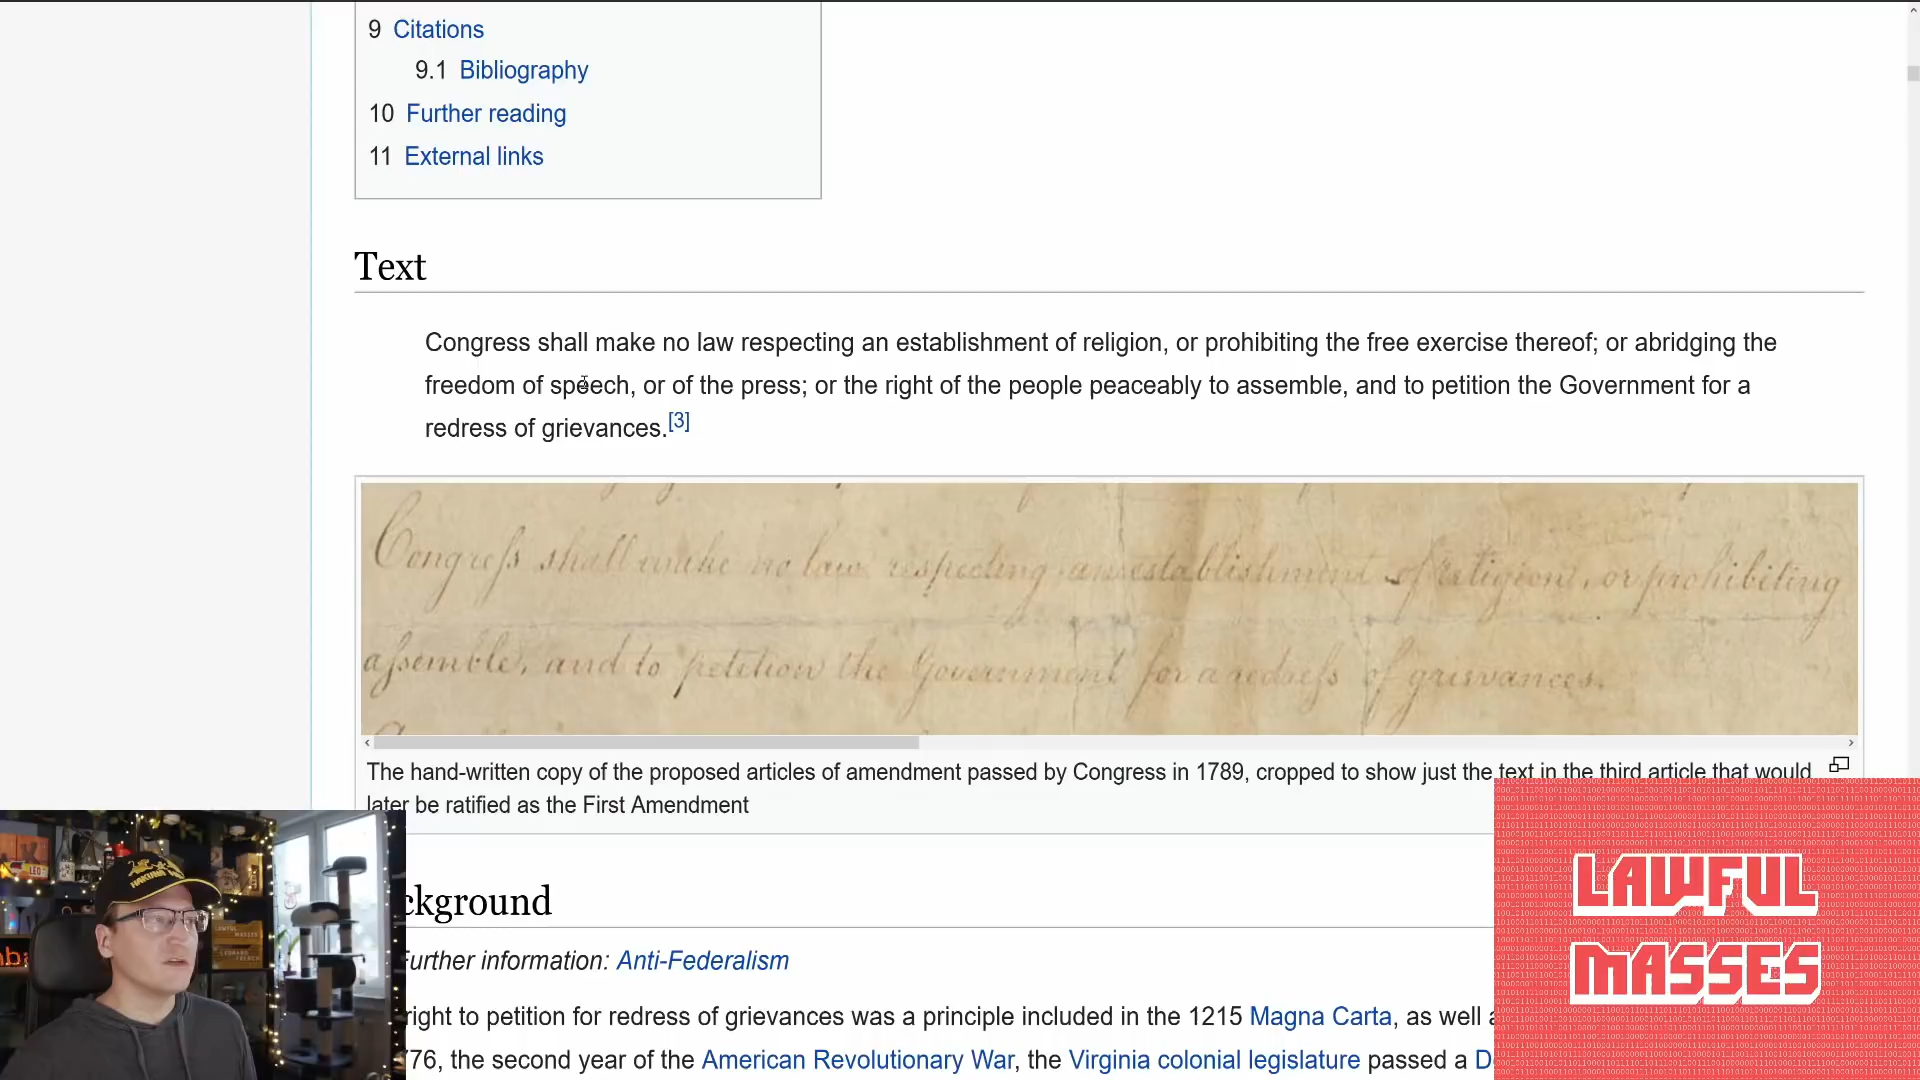 9 Citations
9.1 Bibliography
10 Further reading
11 External links
Text
Congress shall make no law respecting an establishment of religion, or prohibiting the free exercise thereof; or abridging the
freedom of speech, or of the press; or the right of the people peaceably to assemble, and to petition the Government for a
redress of grievances.[3]
Congress shall make no law respecting an establishment of religion, or prohibiting
assemble, and to petition the Government for a redress of grievances.
The hand-written copy of the proposed articles of amendment passed by Congress in 1789, cropped to show just the text in the third article that would
later be ratified as the First Amendment
ckground
Further information: Anti-Federalism
right to petition for redress of grievances was a principle included in the 1215 Magna Carta, as well a
776, the second year of the American Revolutionary War, the Virginia colonial legislature passed a D
LAWFUL
MASSES